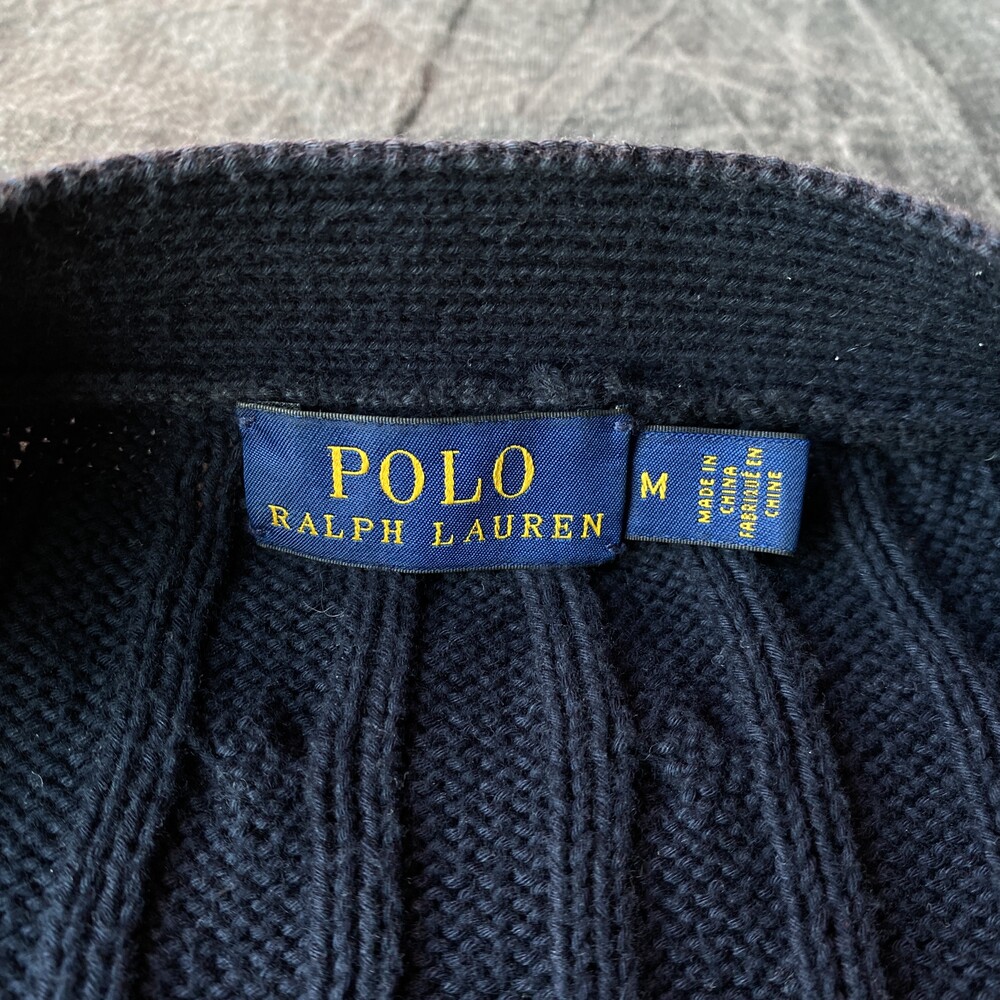 POLO
RALPH LAUREN
M
MADE IN
CHINA
FABRIQUÉ EN
CHINE